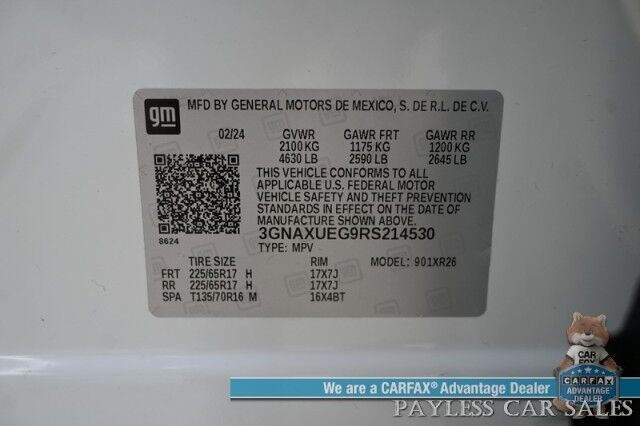 gm MFD BY GENERAL MOTORS DE MEXICO, S. DE R.L. DE C.V.
02/24 GVWR GAWR FRT GAWR RR
2100 KG 1175 KG 1200 KG
4630 LB 2590 LB 2645 LB
THIS VEHICLE CONFORMS TO ALL
APPLICABLE U.S. FEDERAL MOTOR
VEHICLE SAFETY AND THEFT PREVENTION
STANDARDS IN EFFECT ON THE DATE OF
MANUFACTURE SHOWN ABOVE.
3GNAXUEG9RS214530
8624 TYPE: MPV
TIRE SIZE RIM MODEL: 901XR26
FRT 225/65R17 H 17X7J
RR 225/65R17 H 17X7J
SPA T135/70R16 M 16X4BT
CAR
FOX
We are a CARFAX® Advantage Dealer
CARFAX
ADVANTAGE
DEALER
PAYLESS CAR SALES